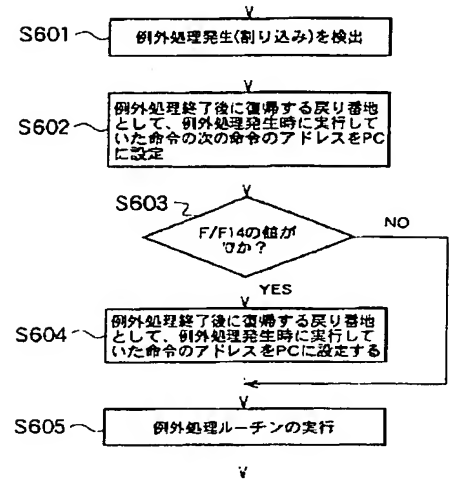 S601
例外処理発生(割り込み)を検出
S602
例外処理終了後に復帰する戻り番地
として、例外処理発生時に実行して
いた命令の次の命令のアドレスをPC
に設定
S603
F/F14の値が
'0'か?
NO
YES
S604
例外処理終了後に復帰する戻り番地
として、例外処理発生時に実行して
いた命令のアドレスをPCに設定する
S605
例外処理ルーチンの実行